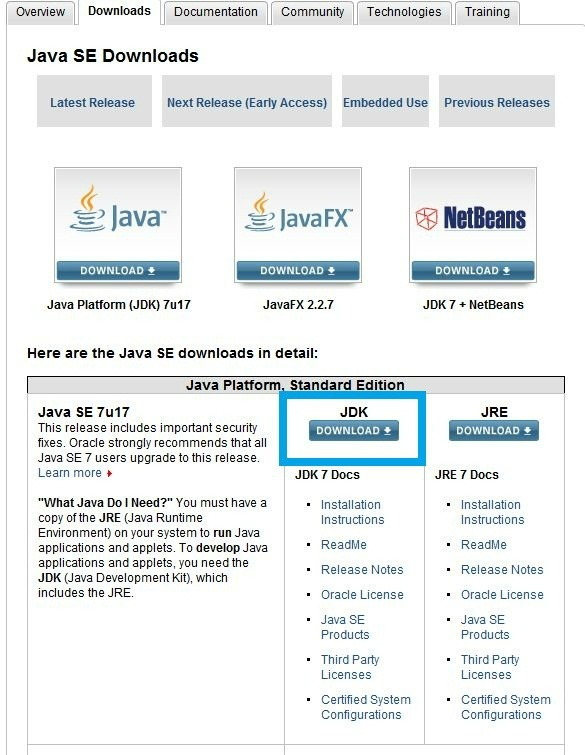 Overview Downloads Documentation Community Technologies Training
Java SE Downloads
Latest Release Next Release (Early Access) Embedded Use Previous Releases
Java™ JavaFX™ NetBeans
DOWNLOAD DOWNLOAD DOWNLOAD
Java Platform (JDK) 7u17 JavaFX 2.2.7 JDK 7 + NetBeans
Here are the Java SE downloads in detail:
Java Platform, Standard Edition
Java SE 7u17
This release includes important security
fixes. Oracle strongly recommends that all
Java SE 7 users upgrade to this release.
Learn more
"What Java Do I Need?" You must have a
copy of the JRE (Java Runtime
Environment) on your system to run Java
applications and applets. To develop Java
applications and applets, you need the
JDK (Java Development Kit), which
includes the JRE.
JDK
DOWNLOAD
JDK 7 Docs
Installation
Instructions
ReadMe
Release Notes
Oracle License
Java SE
Products
Third Party
Licenses
Certified System
Configurations
JRE
DOWNLOAD
JRE 7 Docs
Installation
Instructions
ReadMe
Release Notes
Oracle License
Java SE
Products
Third Party
Licenses
Certified System
Configurations